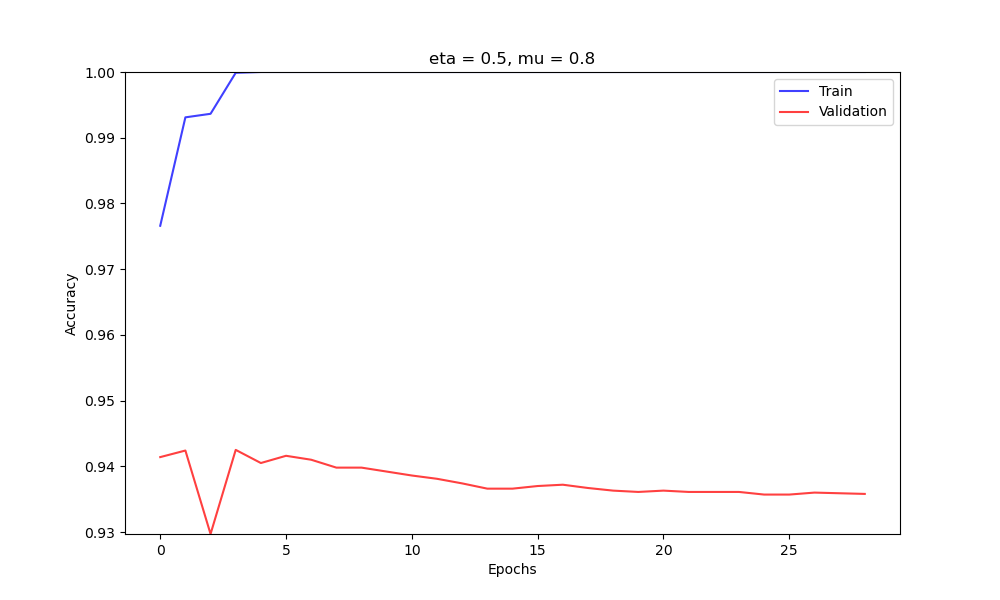 eta = 0.5, mu = 0.8
1.00
0.99
0.98
0.97
0.96
0.95
0.94
0.93
Accuracy
Train
Validation
0 5 10 15 20 25
Epochs